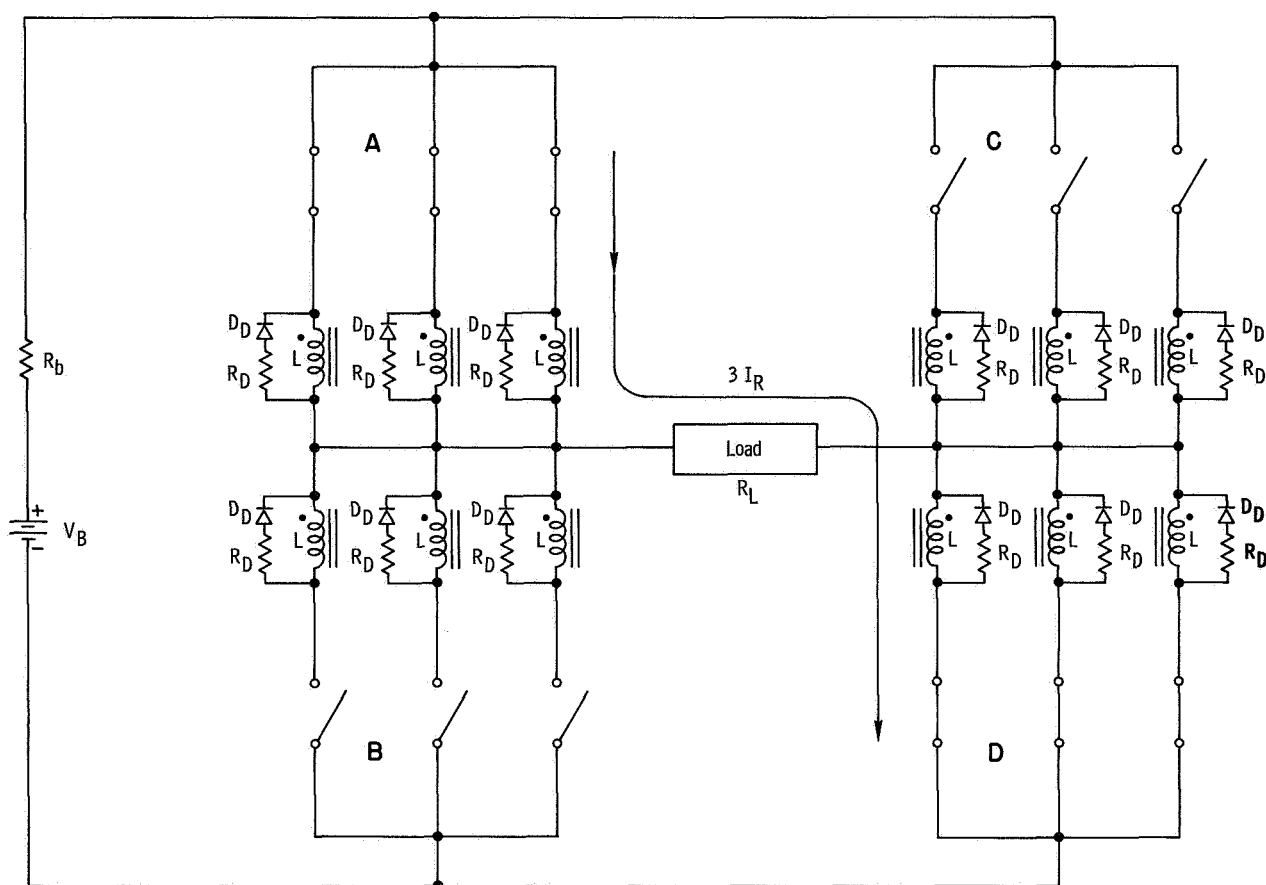 A
C
D_D D_D D_D D_D D_D D_D
L L L L L L
R_D R_D R_D R_D R_D R_D
R_b
3 I_R
Load
R_L
+
V_B
−
D_D D_D D_D D_D D_D D_D
L L L L L L
R_D R_D R_D R_D R_D R_D
B
D